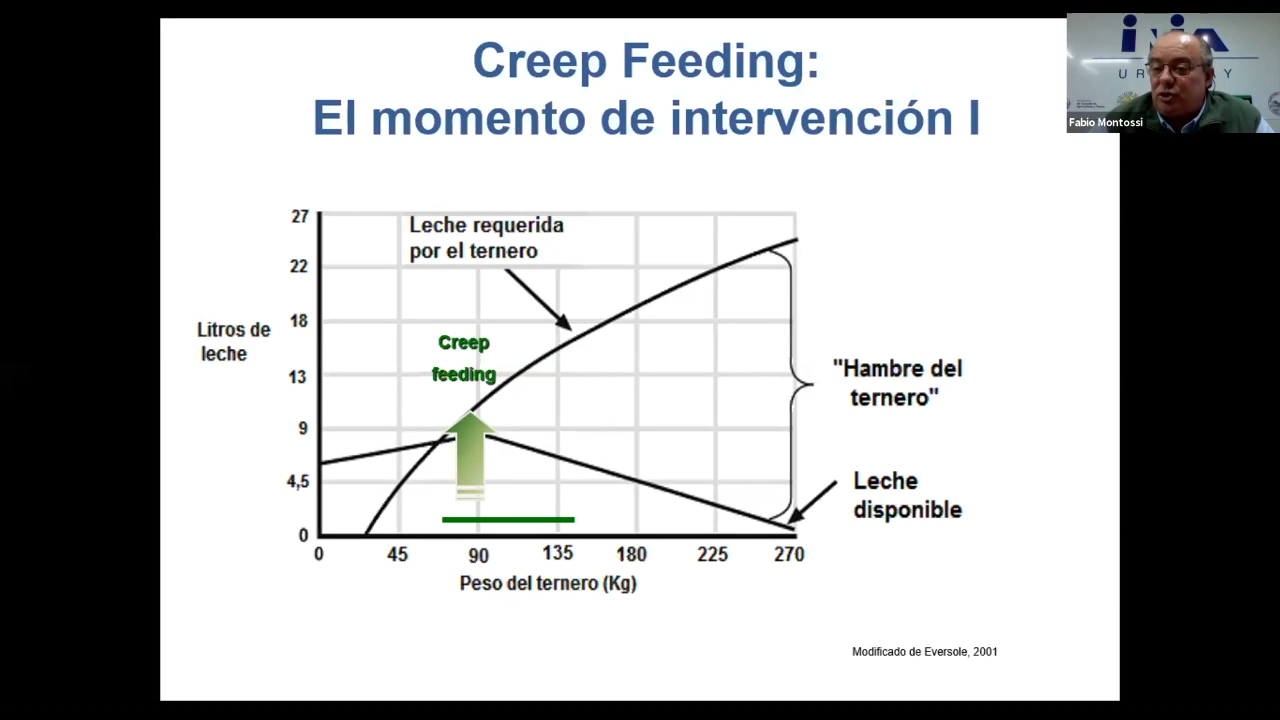 Creep Feeding:
El momento de intervención I
inia
URUGUAY
Fabio Montossi
27
22
18
13
9
4,5
0
Litros de
leche
Leche requerida
por el ternero
Creep
feeding
"Hambre del
ternero"
Leche
disponible
0 45 90 135 180 225 270
Peso del ternero (Kg)
Modificado de Eversole, 2001